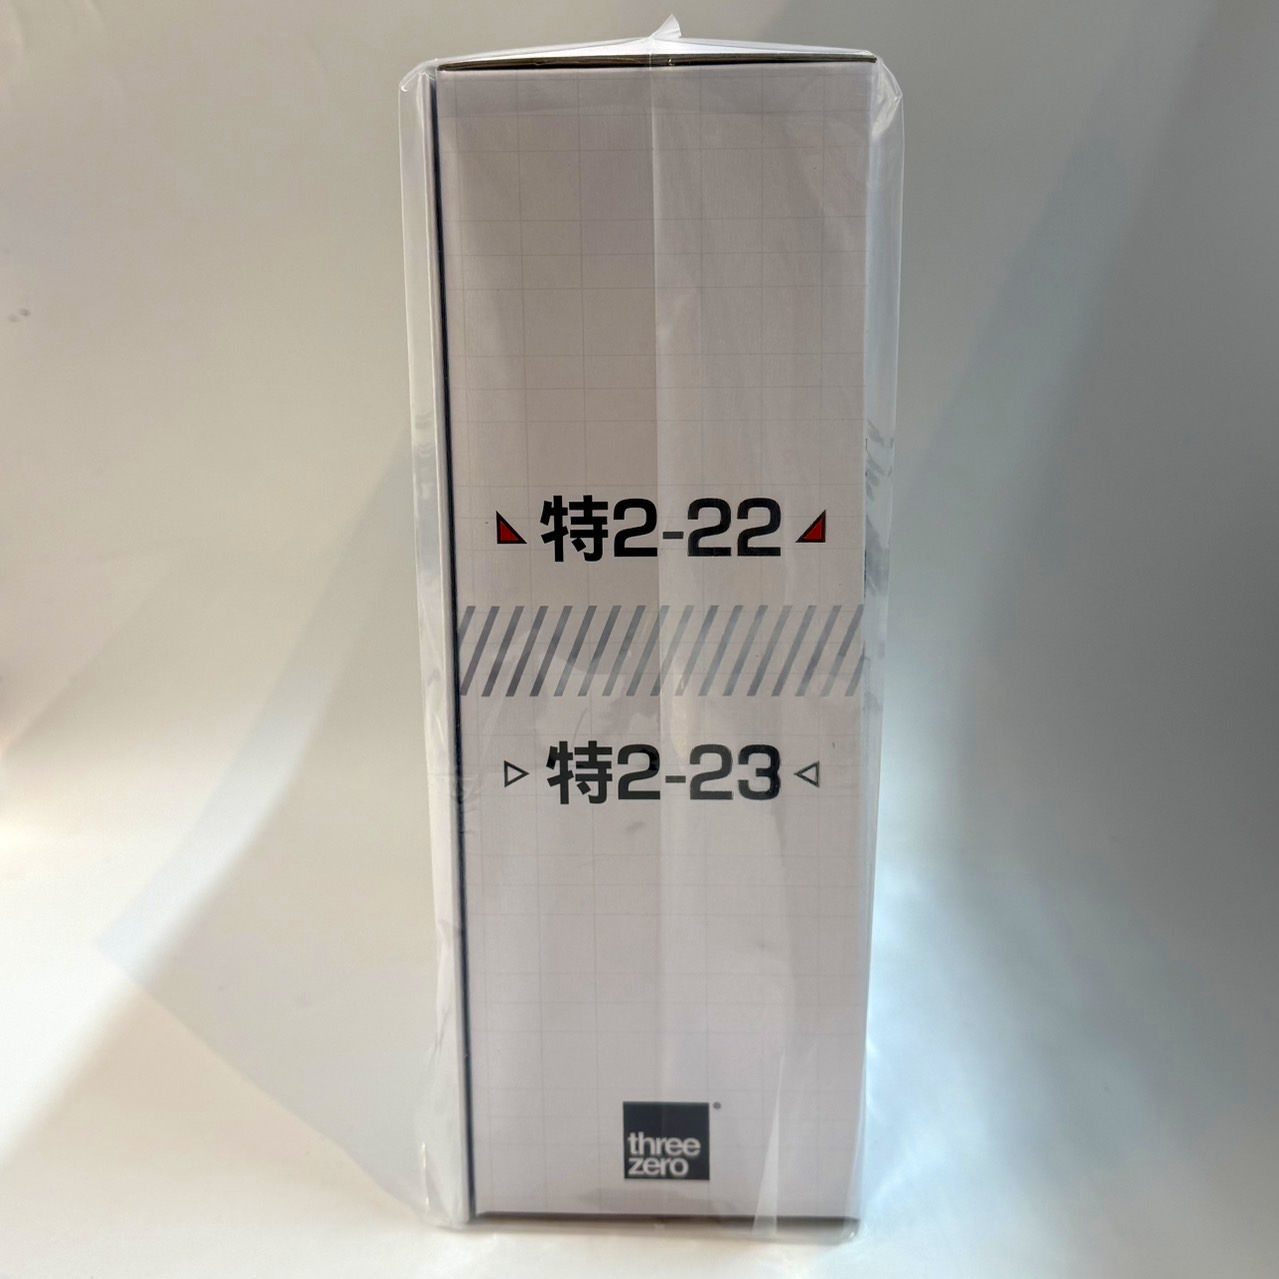 特2-22
特2-23
three
zero